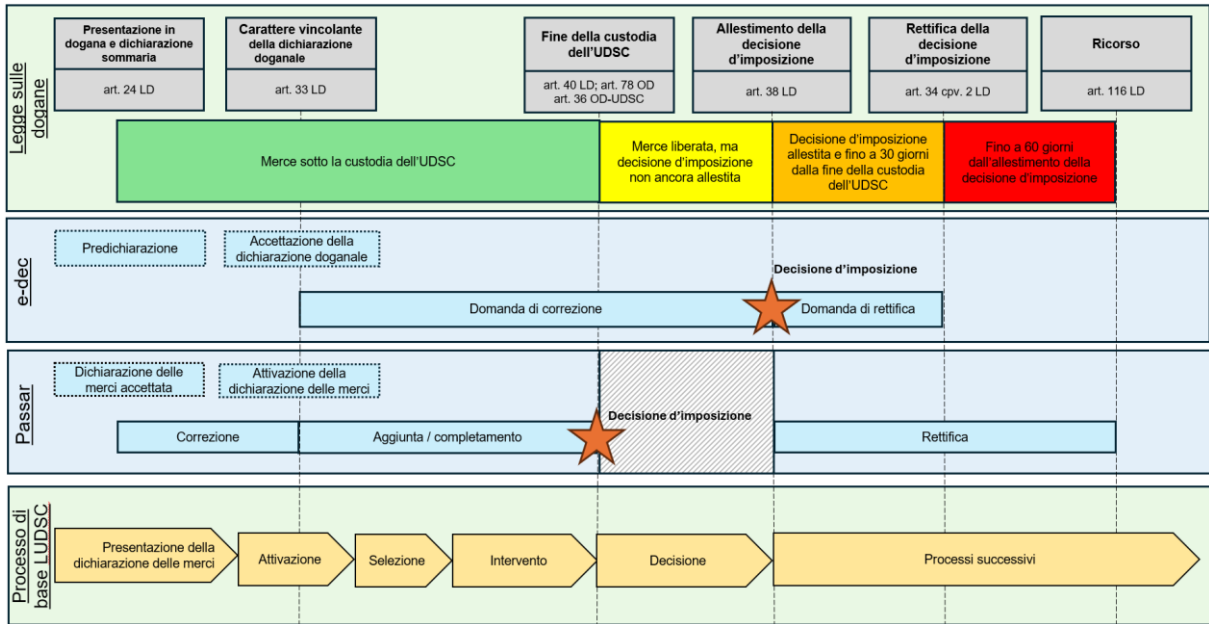 Legge sulle
dogane
Presentazione in
dogana e dichiarazione
sommaria
art. 24 LD
Carattere vincolante
della dichiarazione
doganale
art. 33 LD
Fine della custodia
dell'UDSC
art. 40 LD; art. 78 OD
art. 36 OD-UDSC
Allestimento della
decisione
d'imposizione
art. 38 LD
Rettifica della
decisione
d'imposizione
art. 34 cpv. 2 LD
Ricorso
art. 116 LD
Merce sotto la custodia dell'UDSC
Merce liberata, ma
decisione d'imposizione
non ancora allestita
Decisione d'imposizione
allestita e fino a 30 giorni
dalla fine della custodia
dell'UDSC
Fino a 60 giorni
dall'allestimento della
decisione d'imposizione
e-dec
Predichiarazione
Accettazione della
dichiarazione doganale
Decisione d'imposizione
Domanda di correzione
Domanda di rettifica
Passar
Dichiarazione delle
merci accettata
Attivazione della
dichiarazione delle merci
Decisione d'imposizione
Correzione
Aggiunta / completamento
Rettifica
Processo di
base LUDSC
Presentazione della
dichiarazione delle merci
Attivazione
Selezione
Intervento
Decisione
Processi successivi